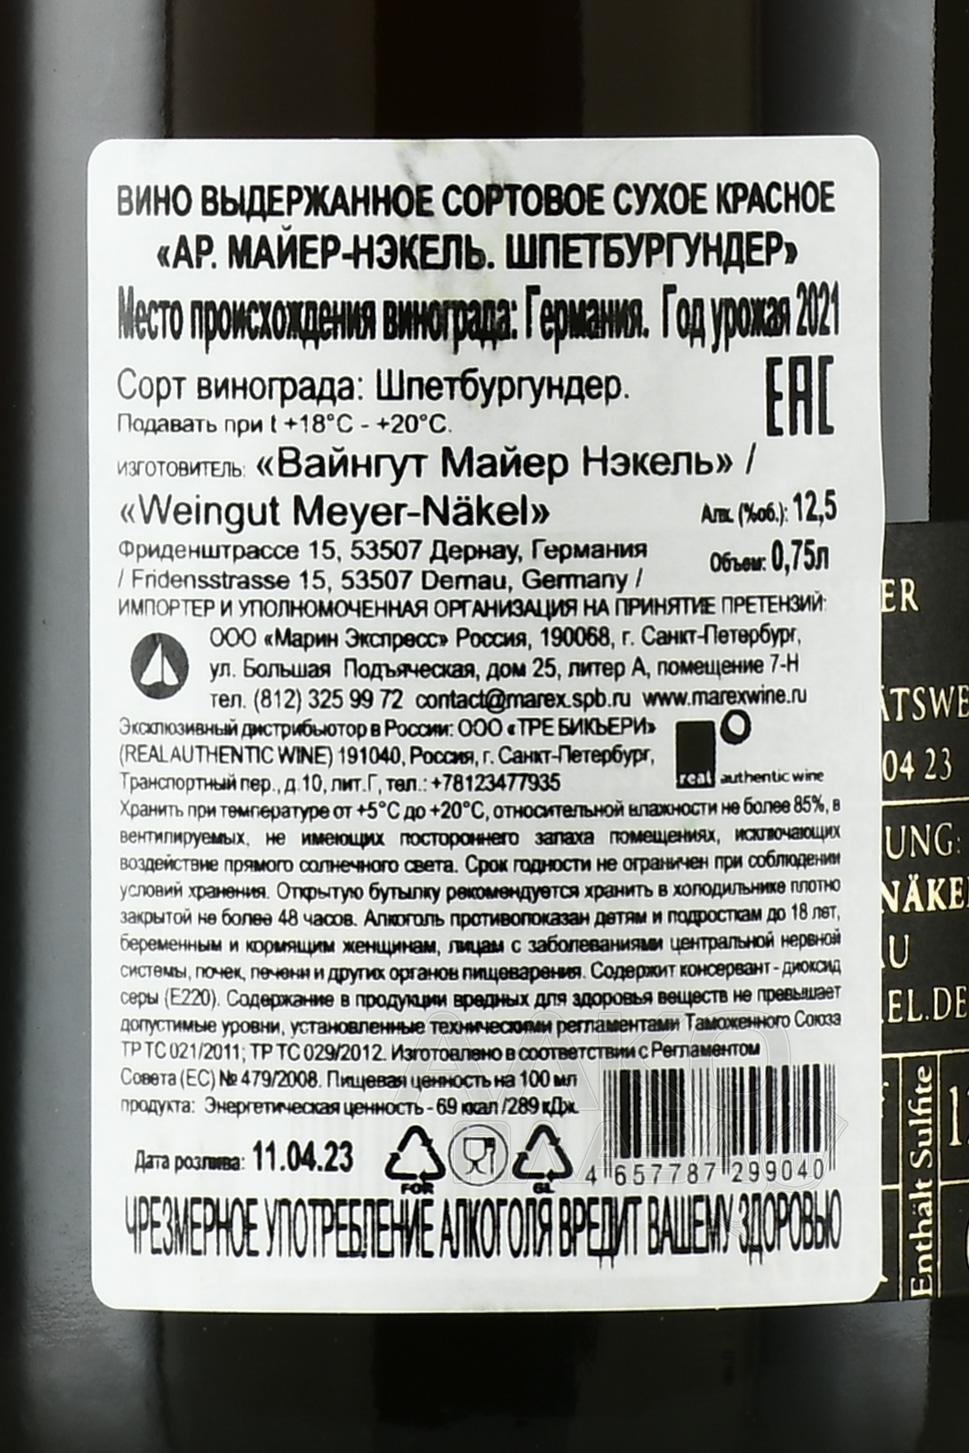 ВИНО ВЫДЕРЖАННОЕ СОРТОВОЕ СУХОЕ КРАСНОЕ
«АР. МАЙЕР-НЭКЕЛЬ. ШПЕТБУРГУНДЕР»
Место происхождения винограда: Германия. Год урожая 2021
Сорт винограда: Шпетбургундер.
EAC
Подавать при t +18°C - +20°C.
ИЗГОТОВИТЕЛЬ: «Вайнгут Майер Нэкель» /
«Weingut Meyer-Näkel»
Алк. (%об.): 12,5
Фриденштрассе 15, 53507 Дернау, Германия
Объем: 0,75л
/ Fridensstrasse 15, 53507 Dernau, Germany /
ИМПОРТЕР И УПОЛНОМОЧЕННАЯ ОРГАНИЗАЦИЯ НА ПРИНЯТИЕ ПРЕТЕНЗИЙ:
ООО «Марин Экспресс» Россия, 190068, г. Санкт-Петербург,
ул. Большая Подъяческая, дом 25, литер А, помещение 7-Н
тел. (812) 325 99 72 contact@marex.spb.ru www.marexwine.ru
Эксклюзивный дистрибьютор в России: ООО «ТРЕ БИКЬЕРИ»
(REAL AUTHENTIC WINE) 191040, Россия, г. Санкт-Петербург,
Транспортный пер., д.10, лит.Г, тел.: +78123477935
real authentic wine
Хранить при температуре от +5°C до +20°C, относительной влажности не более 85%, в
вентилируемых, не имеющих постороннего запаха помещениях, исключающих
воздействие прямого солнечного света. Срок годности не ограничен при соблюдении
условий хранения. Открытую бутылку рекомендуется хранить в холодильнике плотно
закрытой не более 48 часов. Алкоголь противопоказан детям и подросткам до 18 лет,
беременным и кормящим женщинам, лицам с заболеваниями центральной нервной
системы, почек, печени и других органов пищеварения. Содержит консервант - диоксид
серы (E220). Содержание в продукции вредных для здоровья веществ не превышает
допустимые уровни, установленные техническими регламентами Таможенного Союза
ТР ТС 021/2011; ТР ТС 029/2012. Изготовлено в соответствии с Регламентом
Совета (ЕС) № 479/2008. Пищевая ценность на 100 мл
продукта: Энергетическая ценность - 69 ккал /289 кДж.
Дата розлива: 11.04.23
FOR
GL
4 657787 299040
ЧРЕЗМЕРНОЕ УПОТРЕБЛЕНИЕ АЛКОГОЛЯ ВРЕДИТ ВАШЕМУ ЗДОРОВЬЮ
ER
ÄTSWE
04 23
UNG:
NÄKE
AU
EL.DE
Enthält Sulfite